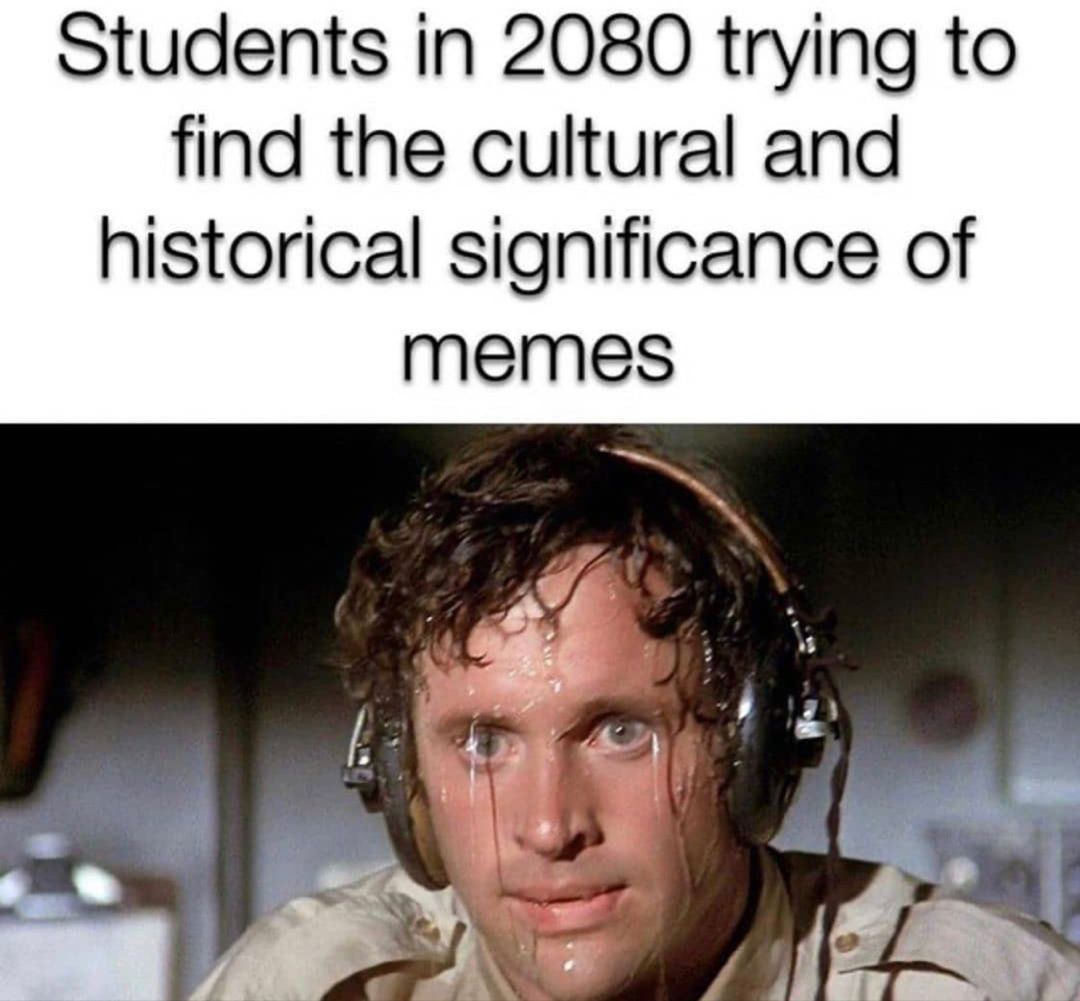 Students in 2080 trying to
find the cultural and
historical significance of
memes